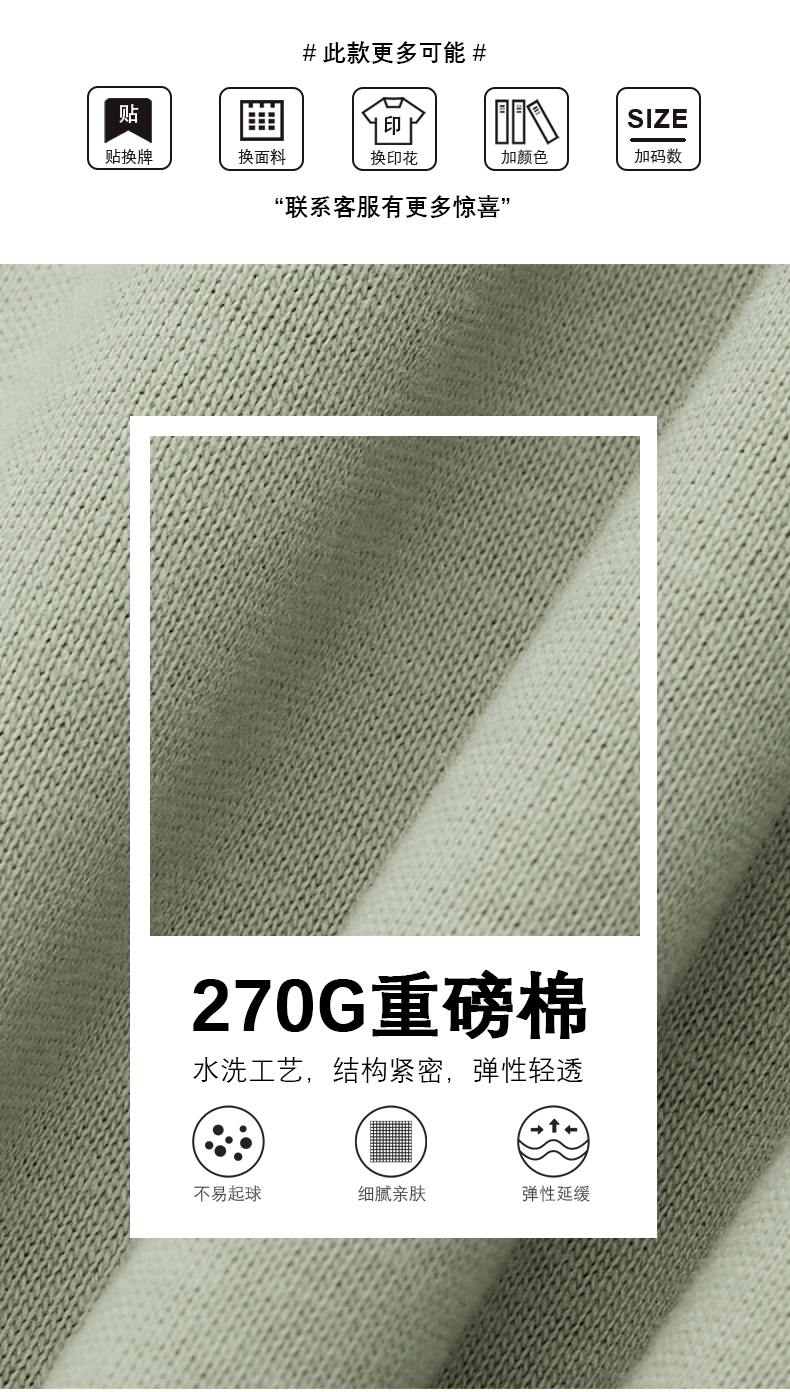 # 此款更多可能 #
贴
贴换牌
换面料
印
换印花
加颜色
SIZE
加码数
“联系客服有更多惊喜”
270G重磅棉
水洗工艺，结构紧密，弹性轻透
不易起球
细腻亲肤
弹性延缓